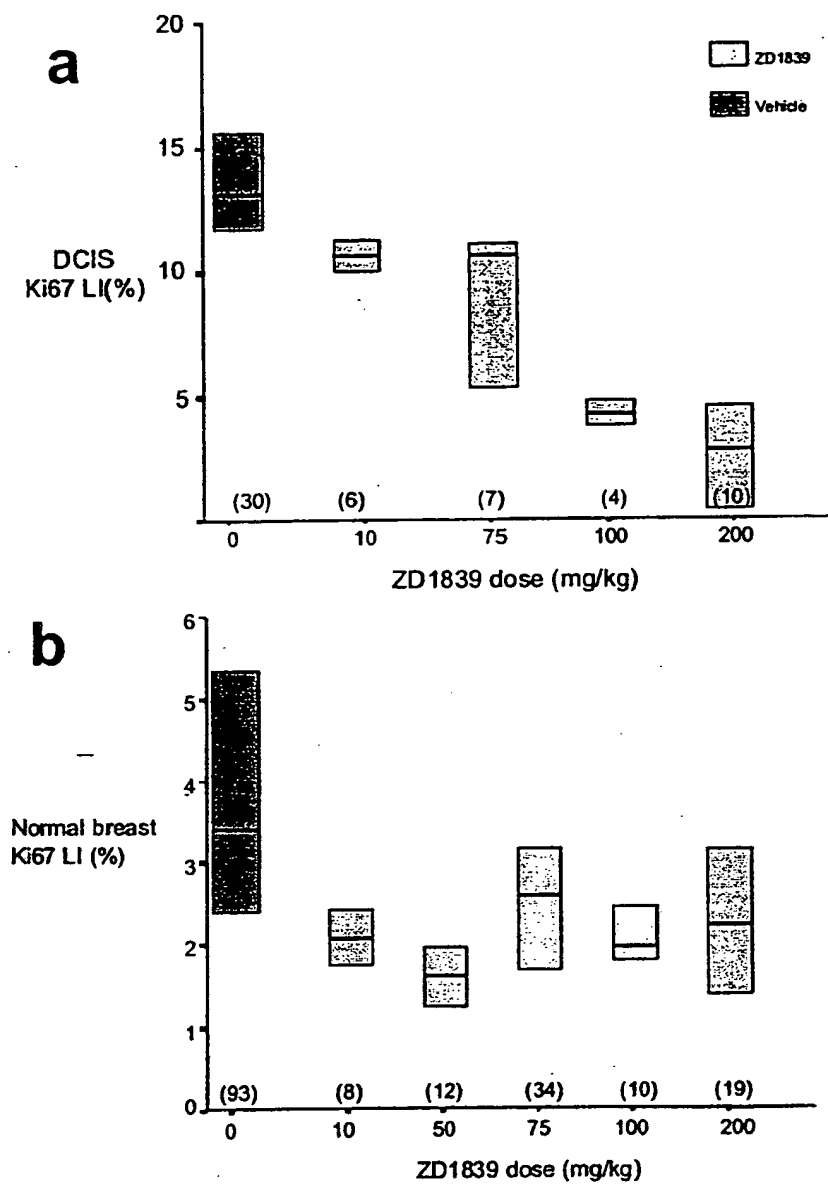 a
20
ZD1839
Vehicle
15
DCIS
Ki67 LI(%)
10
5
(30) (6) (7) (4) (10)
0 10 75 100 200
ZD1839 dose (mg/kg)
b
6
5
4
Normal breast
Ki67 LI (%)
3
2
1
0
(93) (8) (12) (34) (10) (19)
0 10 50 75 100 200
ZD1839 dose (mg/kg)